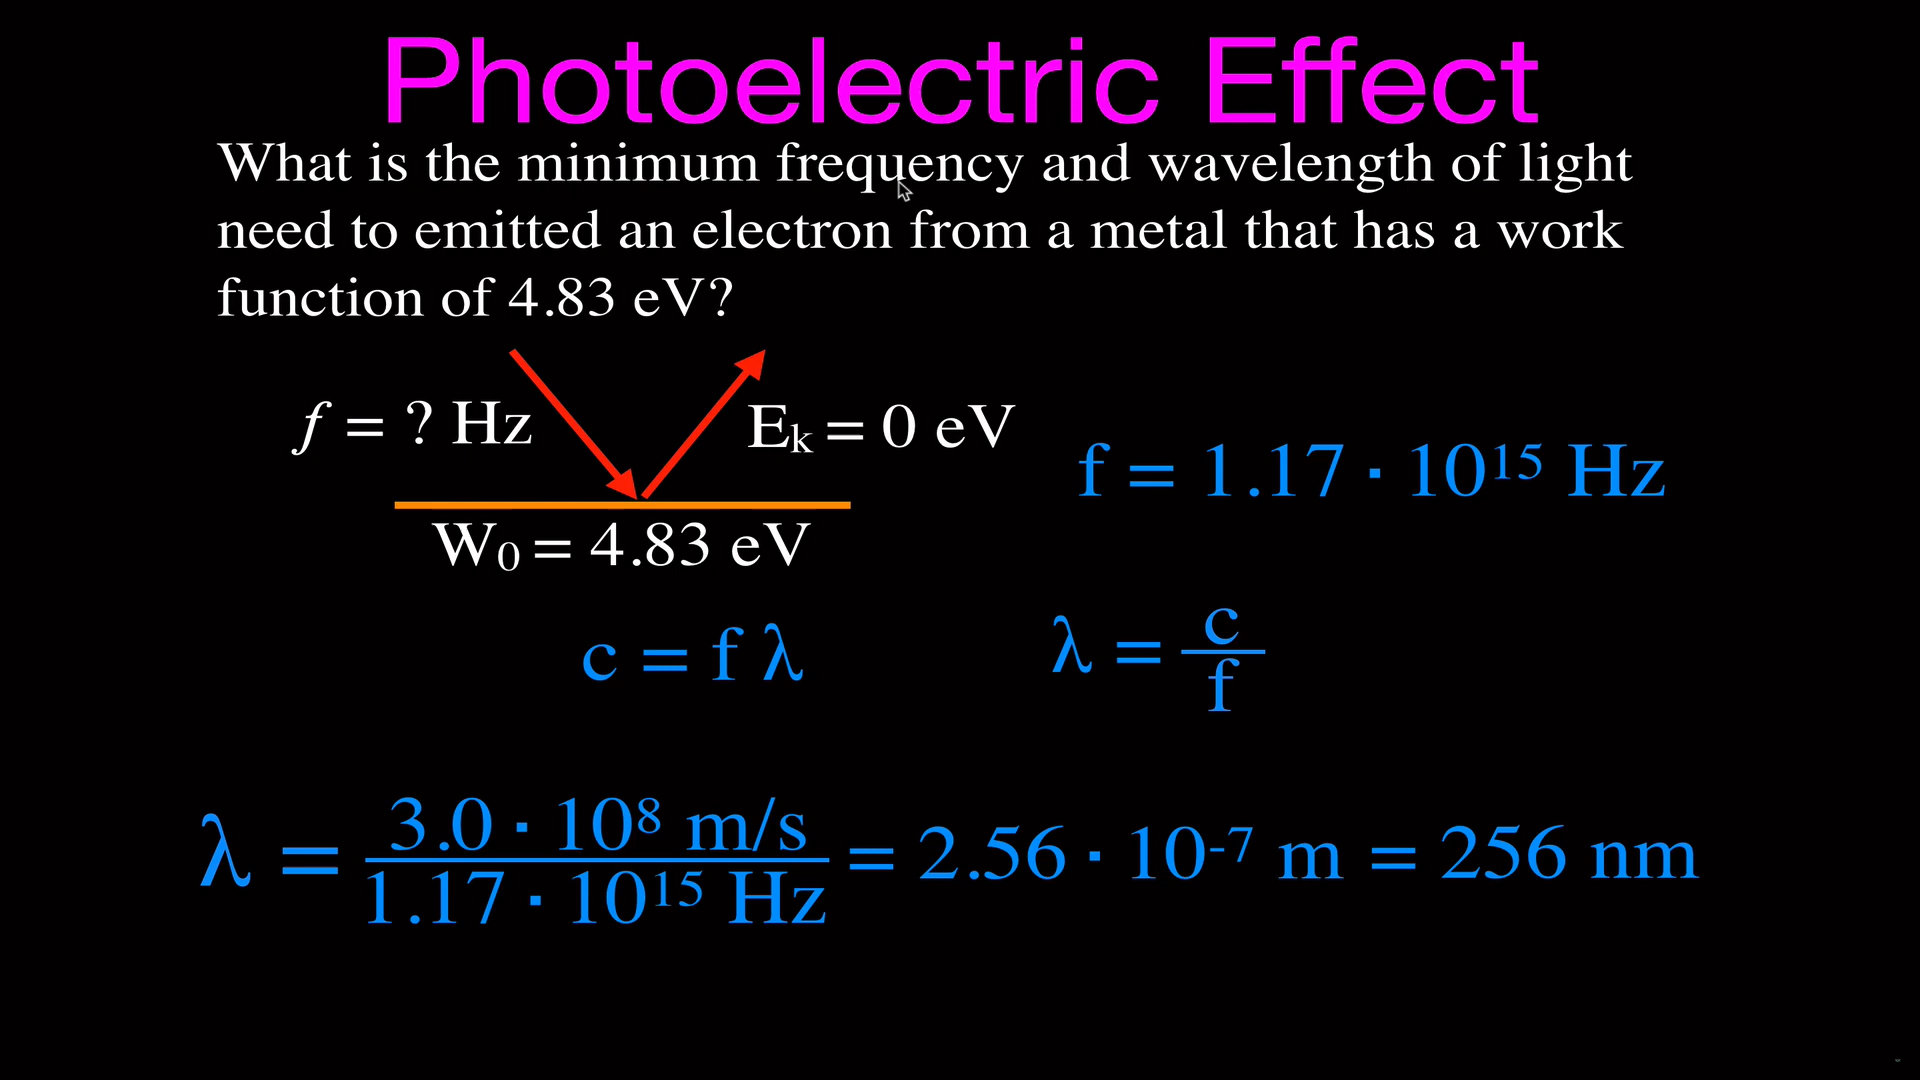 Photoelectric Effect
What is the minimum frequency and wavelength of light
need to emitted an electron from a metal that has a work
function of 4.83 eV?
f = ? Hz
Eₖ = 0 eV
f = 1.17 · 10¹⁵ Hz
W₀ = 4.83 eV
c = f λ
λ = c/f
λ = 3.0 · 10⁸ m/s / 1.17 · 10¹⁵ Hz = 2.56 · 10⁻⁷ m = 256 nm